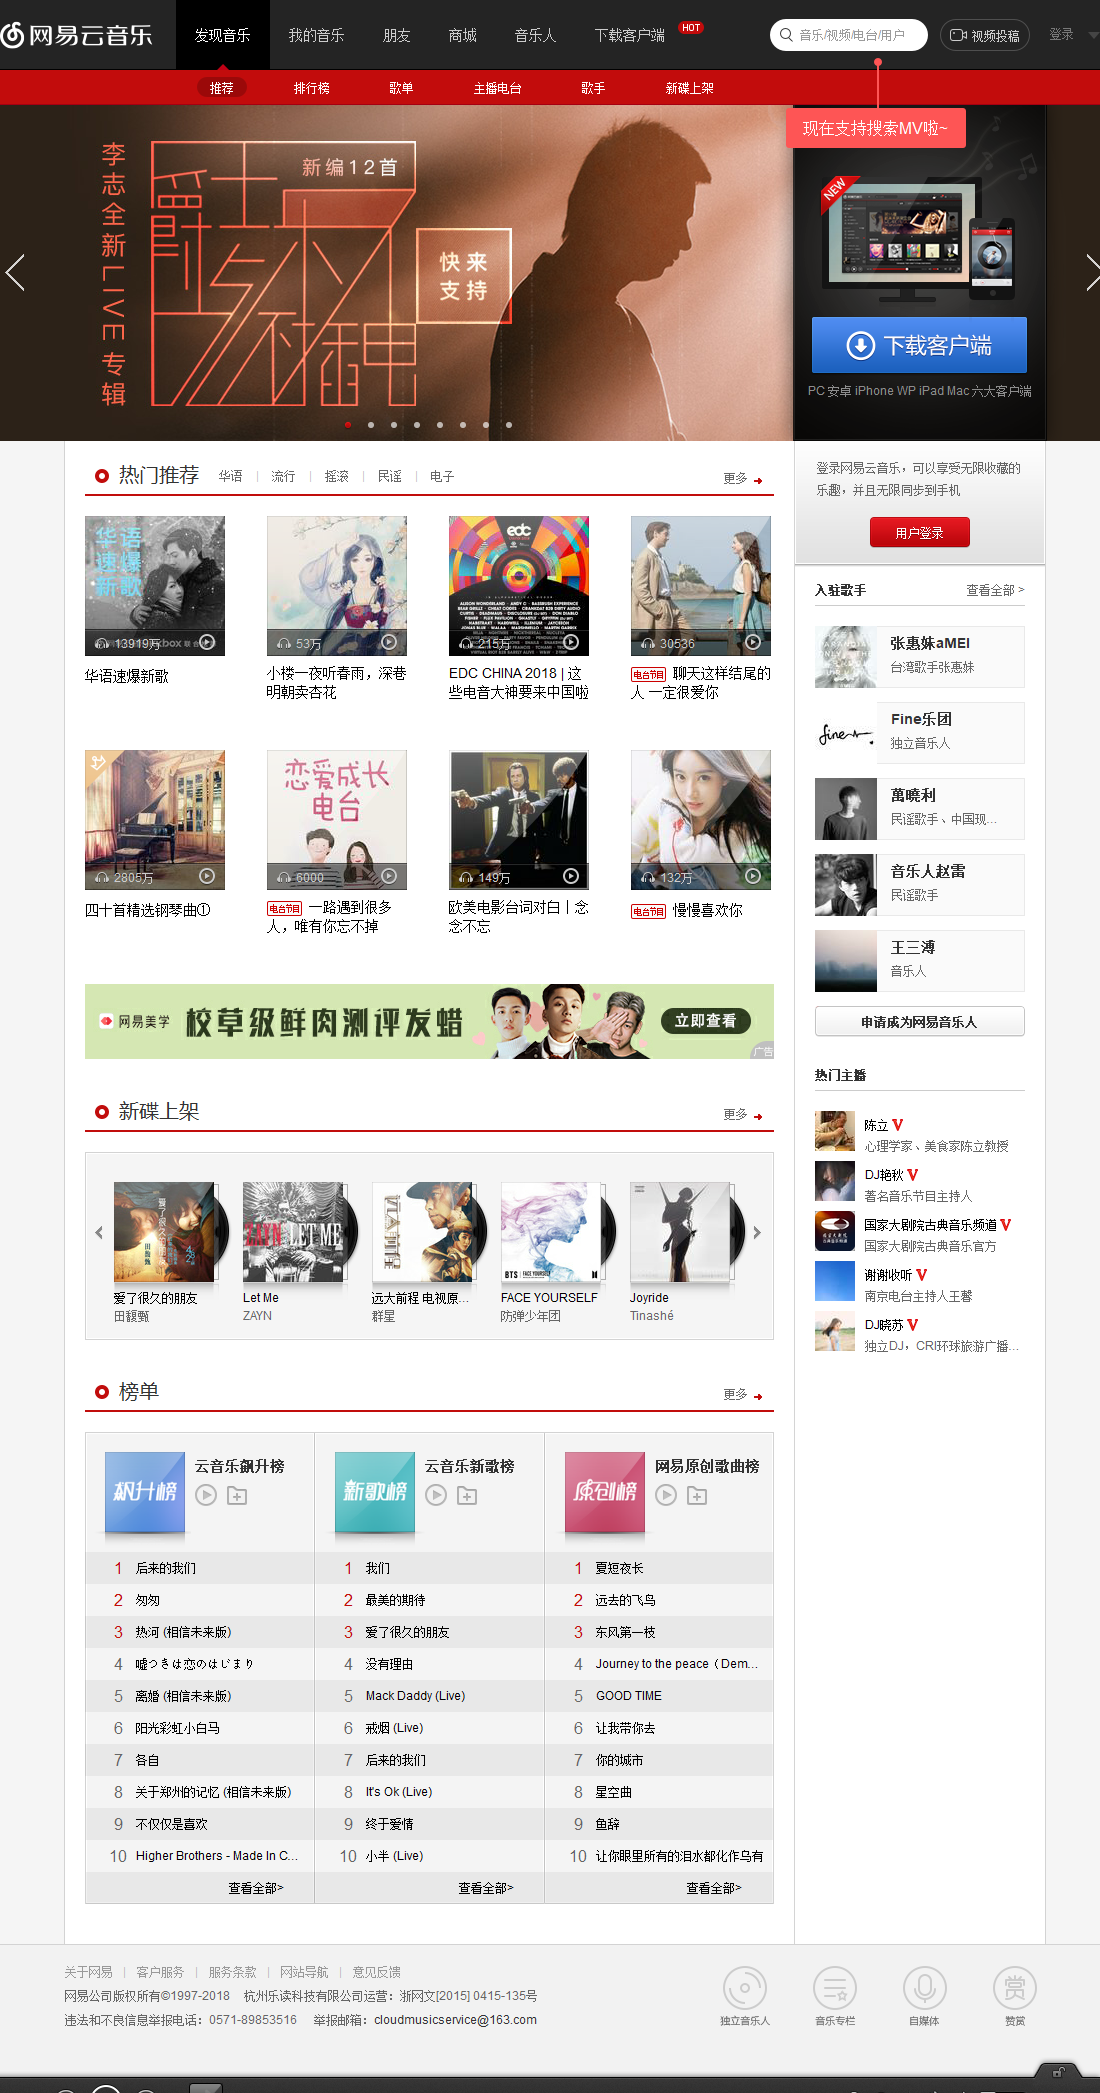 网易云音乐
发现音乐 我的音乐 朋友 商城 音乐人 下载客户端 HOT
音乐/视频/电台/用户
视频投稿
登录
推荐 排行榜 歌单 主播电台 歌手 新碟上架
现在支持搜索MV啦~
李志全新LIVE专辑
新编12首
爵士乐与不插电
快来
支持
NEW
下载客户端
PC 安卓 iPhone WP iPad Mac 六大客户端
热门推荐 华语 | 流行 | 摇滚 | 民谣 | 电子
更多
华语
速爆
新歌
13919万
华语速爆新歌
53万
小楼一夜听春雨，深巷
明朝卖杏花
edc
215万
EDC CHINA 2018 | 这
些电音大神要来中国啦
30536
电台节目 聊天这样结尾的
人 一定很爱你
2805万
四十首精选钢琴曲①
恋爱成长
电台
6000
电台节目 一路遇到很多
人，唯有你忘不掉
149万
欧美电影台词对白丨念
念不忘
132万
电台节目 慢慢喜欢你
网易美学
校草级鲜肉测评发蜡
立即查看
广告
新碟上架
更多
爱了很久的朋友
田馥甄
ZAYN LET ME
Let Me
ZAYN
远大前程 电视原...
群星
BTS
FACE YOURSELF
防弹少年团
Joyride
Tinashé
榜单
更多
飙升榜
云音乐飙升榜
1 后来的我们
2 匆匆
3 热河 (相信未来版)
4 嘘つきは恋のはじまり
5 离婚 (相信未来版)
6 阳光彩虹小白马
7 各自
8 关于郑州的记忆 (相信未来版)
9 不仅仅是喜欢
10 Higher Brothers - Made In C...
查看全部>
新歌榜
云音乐新歌榜
1 我们
2 最美的期待
3 爱了很久的朋友
4 没有理由
5 Mack Daddy (Live)
6 戒烟 (Live)
7 后来的我们
8 It's Ok (Live)
9 终于爱情
10 小半 (Live)
查看全部>
原创榜
网易原创歌曲榜
1 夏短夜长
2 远去的飞鸟
3 东风第一枝
4 Journey to the peace（Dem...
5 GOOD TIME
6 让我带你去
7 你的城市
8 星空曲
9 鱼辞
10 让你眼里所有的泪水都化作乌有
查看全部>
登录网易云音乐，可以享受无限收藏的
乐趣，并且无限同步到手机
用户登录
入驻歌手
查看全部 >
张惠妹aMEI
台湾歌手张惠妹
fine
Fine乐团
独立音乐人
萬曉利
民谣歌手、中国现...
音乐人赵雷
民谣歌手
王三溥
音乐人
申请成为网易音乐人
热门主播
陈立 V
心理学家、美食家陈立教授
DJ艳秋 V
著名音乐节目主持人
国家大剧院古典音乐频道 V
国家大剧院古典音乐官方
谢谢收听 V
南京电台主持人王馨
DJ晓苏 V
独立DJ，CRI环球旅游广播...
关于网易 | 客户服务 | 服务条款 | 网站导航 | 意见反馈
网易公司版权所有©1997-2018 杭州乐读科技有限公司运营：浙网文[2015] 0415-135号
违法和不良信息举报电话：0571-89853516 举报邮箱：cloudmusicservice@163.com
独立音乐人
音乐专栏
自媒体
赏
赞赏